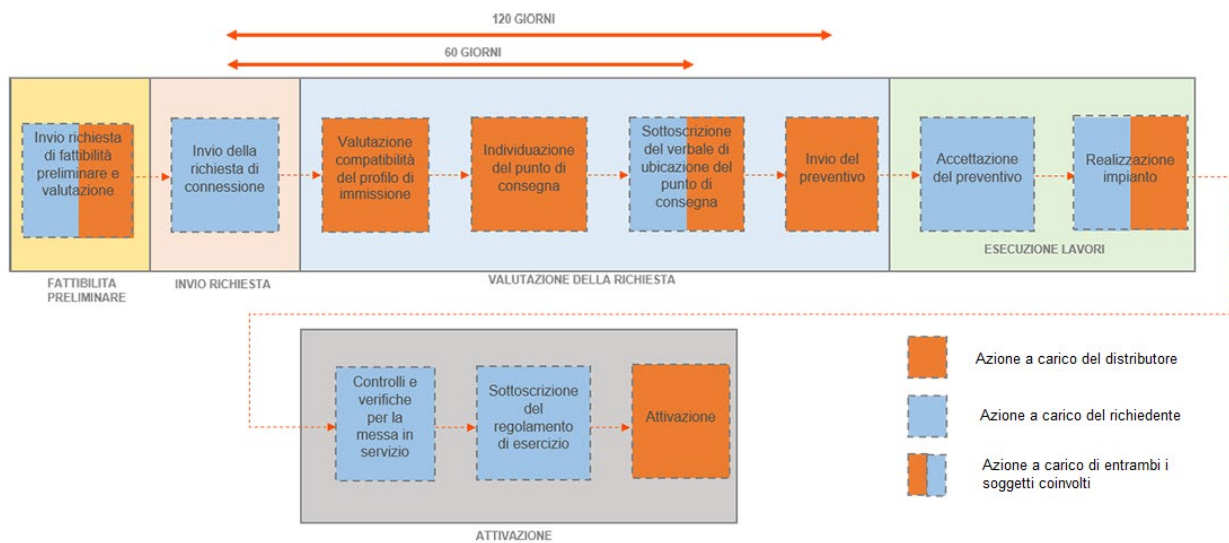 120 GIORNI
60 GIORNI
Invio richiesta
di fattibilità
preliminare e
valutazione
Invio della
richiesta di
connessione
Valutazione
compatibilità
del profilo di
immissione
Individuazione
del punto di
consegna
Sottoscrizione
del verbale di
ubicazione del
punto di
consegna
Invio del
preventivo
Accettazione
del preventivo
Realizzazione
impianto
FATTIBILITA
PRELIMINARE
INVIO RICHIESTA
VALUTAZIONE DELLA RICHIESTA
ESECUZIONE LAVORI
Controlli e
verifiche
per la
messa in
servizio
Sottoscrizione
del
regolamento
di esercizio
Attivazione
ATTIVAZIONE
Azione a carico del distributore
Azione a carico del richiedente
Azione a carico di entrambi i
soggetti coinvolti